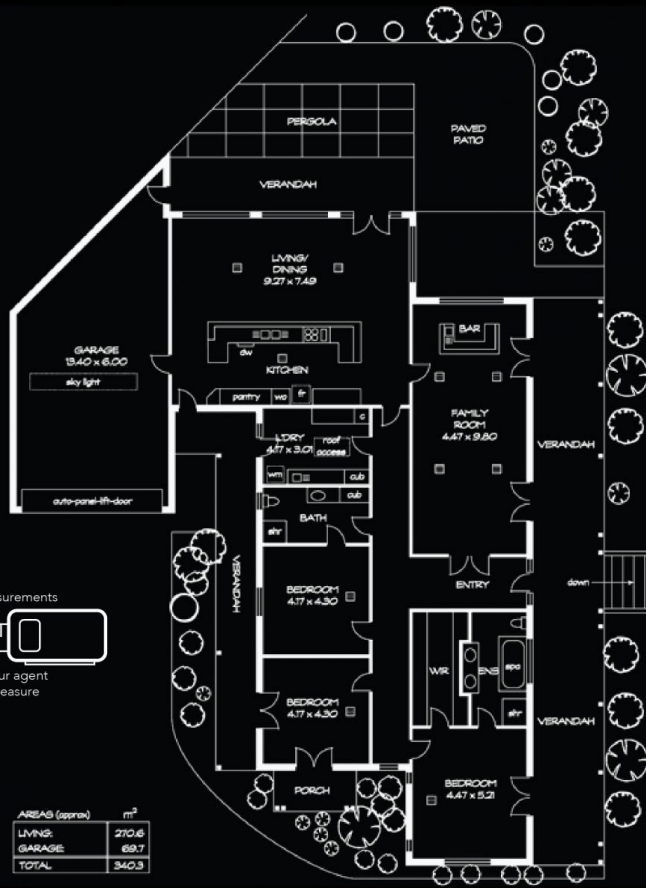 PERGOLA
PAVED
PATIO
VERANDAH
LIVING/
DINING
9.27 x 7.49
BAR
GARAGE
13.40 x 6.00
sky light
dw
KITCHEN
pantry
wo
fr
FAMILY
ROOM
4.47 x 9.80
VERANDAH
c
L'DRY
4.17 x 3.01
roof
access
wm
cub
auto-panel-lift-door
cub
BATH
shr
VERANDAH
ENTRY
down
BEDROOM
4.17 x 4.30
surements
WIR
ENS
spa
ur agent
easure
BEDROOM
4.17 x 4.30
shr
VERANDAH
PORCH
BEDROOM
4.47 x 5.21
AREAS (approx) m²
LIVING: 270.6
GARAGE: 69.7
TOTAL 340.3